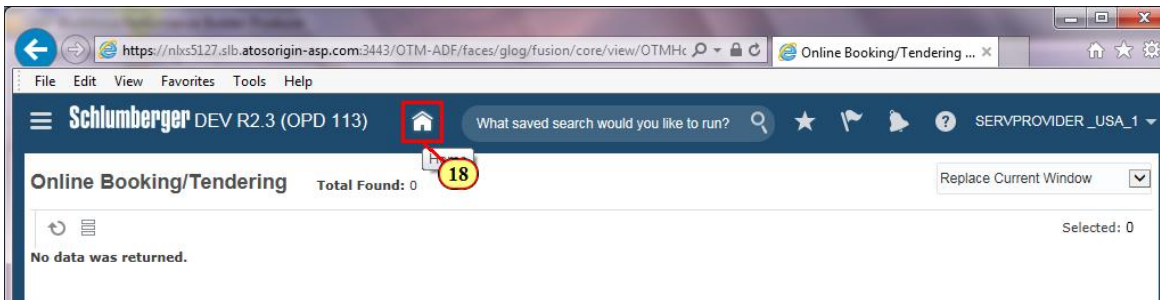 https://nlxs5127.slb.atosorigin-asp.com:3443/OTM-ADF/faces/glog/fusion/core/view/OTMHc
Online Booking/Tendering ...
File Edit View Favorites Tools Help
Schlumberger DEV R2.3 (OPD 113) What saved search would you like to run? SERVPROVIDER _USA_1
18
Online Booking/Tendering Total Found: 0 Replace Current Window
Selected: 0
No data was returned.